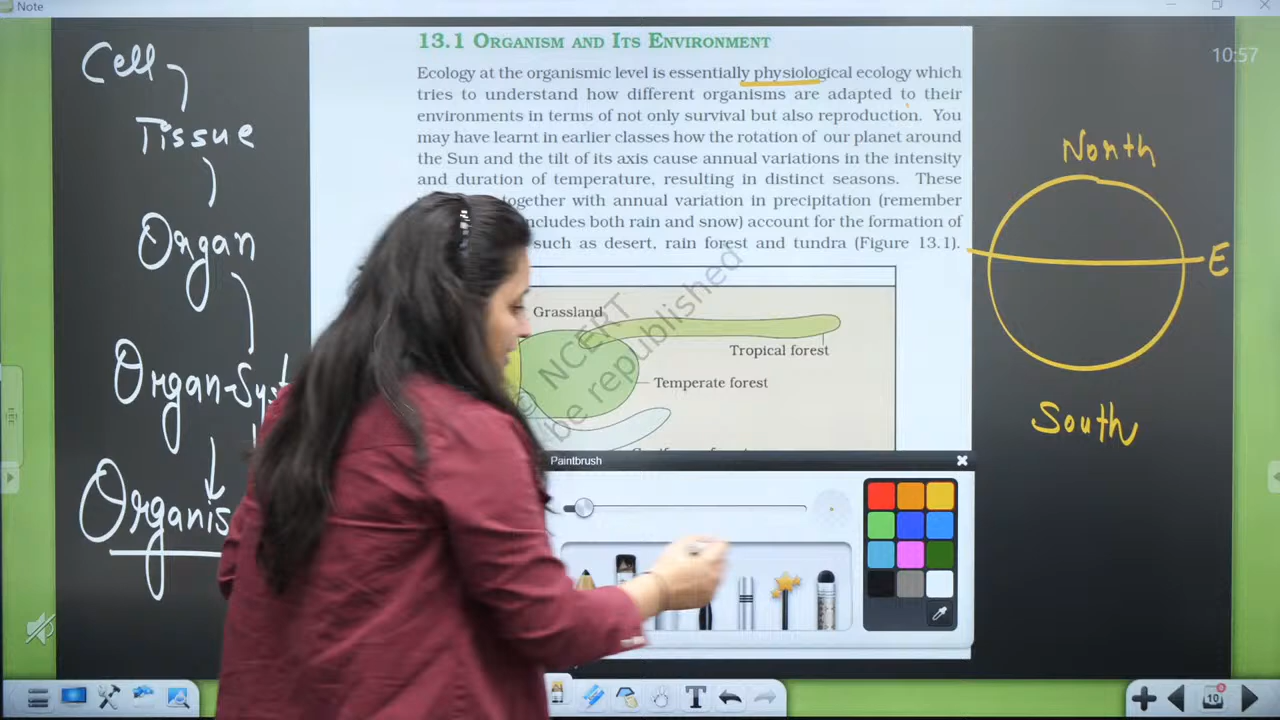 Note
10:57
Cell
Tissue
Organ
Organ-Syst
Organis
13.1 ORGANISM AND ITS ENVIRONMENT
Ecology at the organismic level is essentially physiological ecology which
tries to understand how different organisms are adapted to their
environments in terms of not only survival but also reproduction. You
may have learnt in earlier classes how the rotation of our planet around
the Sun and the tilt of its axis cause annual variations in the intensity
and duration of temperature, resulting in distinct seasons. These
together with annual variation in precipitation (remember
includes both rain and snow) account for the formation of
such as desert, rain forest and tundra (Figure 13.1).
Grassland
Tropical forest
Temperate forest
NCERT
be republished
North
E
South
Paintbrush
T
10